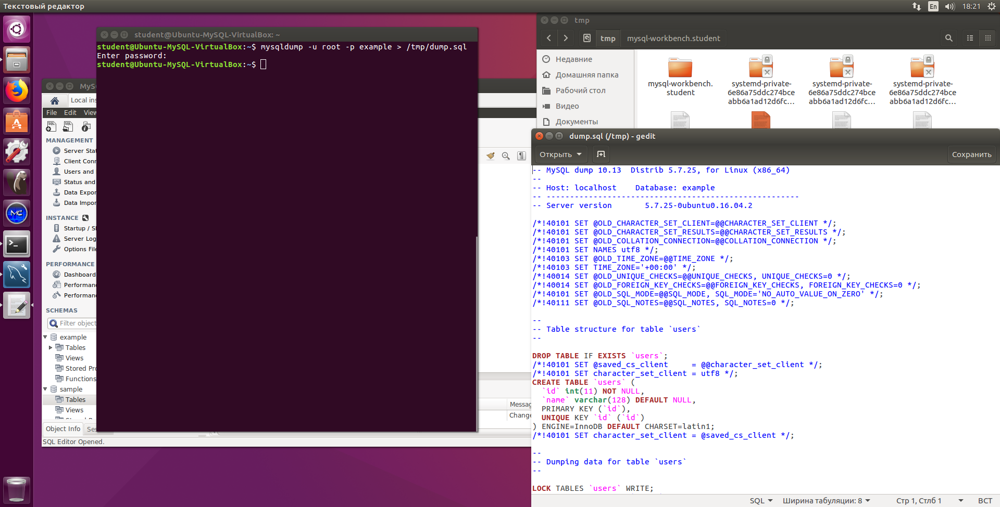 Текстовый редактор
En
18:21
student@Ubuntu-MySQL-VirtualBox: ~
student@Ubuntu-MySQL-VirtualBox:~$ mysqldump -u root -p example > /tmp/dump.sql
Enter password:
student@Ubuntu-MySQL-VirtualBox:~$
MyS
Local ins
File Edit View
MANAGEMENT
Server Stat
Client Conn
Users and
Status and
Data Expor
Data Impor
INSTANCE
Startup / Sh
Server Log
Options File
PERFORMANCE
Dashboard
Performanc
Performanc
SCHEMAS
Filter object
example
Tables
Views
Stored Pro
Functions
sample
Tables
Views
Object Info
Ses
SQL Editor Opened.
Messag
Change
tmp
tmp
mysql-workbench.student
Недавние
Домашняя папка
Рабочий стол
Видео
Документы
mysql-workbench.
student
systemd-private-
6e86a75ddc274bce
abb6a1ad12d6fc...
systemd-private-
6e86a75ddc274bce
abb6a1ad12d6fc...
systemd-private-
6e86a75ddc274bce
abb6a1ad12d6fc...
dump.sql (/tmp) - gedit
Открыть
Сохранить
-- MySQL dump 10.13  Distrib 5.7.25, for Linux (x86_64)
--
-- Host: localhost    Database: example
-- ------------------------------------------------------
-- Server version       5.7.25-0ubuntu0.16.04.2
/*!40101 SET @OLD_CHARACTER_SET_CLIENT=@@CHARACTER_SET_CLIENT */;
/*!40101 SET @OLD_CHARACTER_SET_RESULTS=@@CHARACTER_SET_RESULTS */;
/*!40101 SET @OLD_COLLATION_CONNECTION=@@COLLATION_CONNECTION */;
/*!40101 SET NAMES utf8 */;
/*!40103 SET @OLD_TIME_ZONE=@@TIME_ZONE */;
/*!40103 SET TIME_ZONE='+00:00' */;
/*!40014 SET @OLD_UNIQUE_CHECKS=@@UNIQUE_CHECKS, UNIQUE_CHECKS=0 */;
/*!40014 SET @OLD_FOREIGN_KEY_CHECKS=@@FOREIGN_KEY_CHECKS, FOREIGN_KEY_CHECKS=0 */;
/*!40101 SET @OLD_SQL_MODE=@@SQL_MODE, SQL_MODE='NO_AUTO_VALUE_ON_ZERO' */;
/*!40111 SET @OLD_SQL_NOTES=@@SQL_NOTES, SQL_NOTES=0 */;
--
-- Table structure for table `users`
--
DROP TABLE IF EXISTS `users`;
/*!40101 SET @saved_cs_client     = @@character_set_client */;
/*!40101 SET character_set_client = utf8 */;
CREATE TABLE `users` (
  `id` int(11) NOT NULL,
  `name` varchar(128) DEFAULT NULL,
  PRIMARY KEY (`id`),
  UNIQUE KEY `id` (`id`)
) ENGINE=InnoDB DEFAULT CHARSET=latin1;
/*!40101 SET character_set_client = @saved_cs_client */;
--
-- Dumping data for table `users`
--
LOCK TABLES `users` WRITE;
SQL
Ширина табуляции: 8
Стр 1, Стлб 1
ВСТ